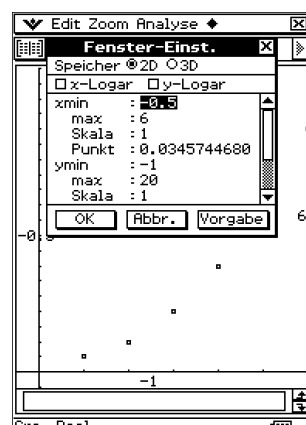 Edit Zoom Analyse
Fenster-Einst.
Speicher 2D 3D
x-Logar y-Logar
xmin :-0.5
max :6
Skala :1
Punkt :0.0345744680
ymin :-1
max :20
Skala :1
OK Abbr. Vorgabe
6
-1